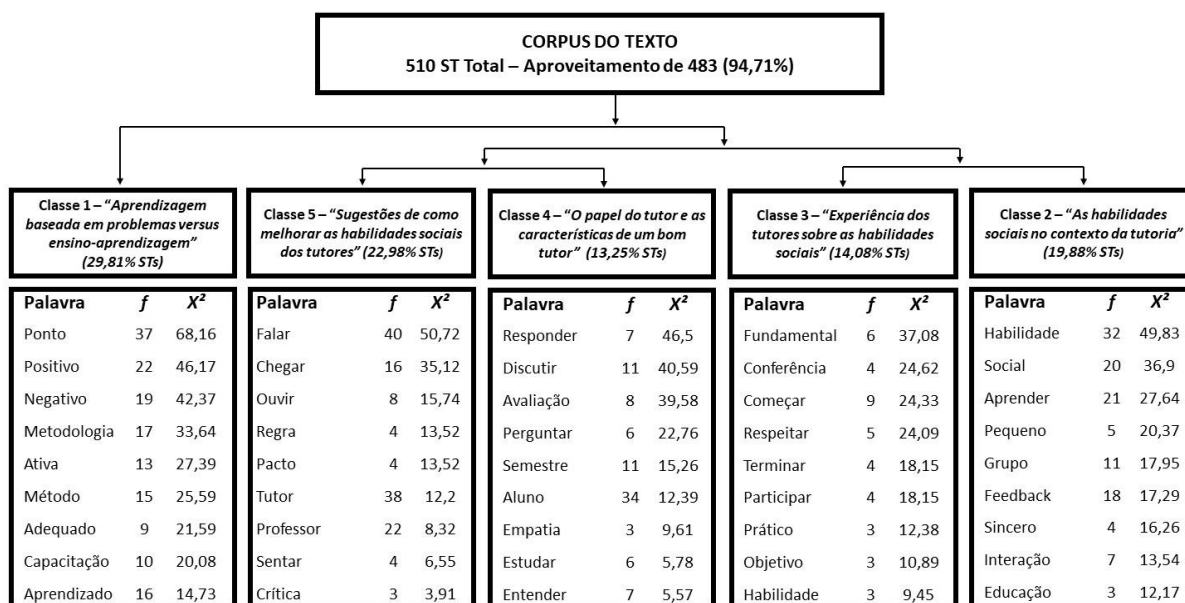 CORPUS DO TEXTO
510 ST Total – Aproveitamento de 483 (94,71%)
Classe 1 – “Aprendizagem
baseada em problemas versus
ensino-aprendizagem”
(29,81% STs)
Palavra f X²
Ponto 37 68,16
Positivo 22 46,17
Negativo 19 42,37
Metodologia 17 33,64
Ativa 13 27,39
Método 15 25,59
Adequado 9 21,59
Capacitação 10 20,08
Aprendizado 16 14,73
Classe 5 – “Sugestões de como
melhorar as habilidades sociais
dos tutores” (22,98% STs)
Palavra f X²
Falar 40 50,72
Chegar 16 35,12
Ouvir 8 15,74
Regra 4 13,52
Pacto 4 13,52
Tutor 38 12,2
Professor 22 8,32
Sentar 4 6,55
Crítica 3 3,91
Classe 4 – “O papel do tutor e as
características de um bom
tutor” (13,25% STs)
Palavra f X²
Responder 7 46,5
Discutir 11 40,59
Avaliação 8 39,58
Perguntar 6 22,76
Semestre 11 15,26
Aluno 34 12,39
Empatia 3 9,61
Estudar 6 5,78
Entender 7 5,57
Classe 3 – “Experiência dos
tutores sobre as habilidades
sociais” (14,08% STs)
Palavra f X²
Fundamental 6 37,08
Conferência 4 24,62
Começar 9 24,33
Respeitar 5 24,09
Terminar 4 18,15
Participar 4 18,15
Prático 3 12,38
Objetivo 3 10,89
Habilidade 3 9,45
Classe 2 – “As habilidades
sociais no contexto da tutoria”
(19,88% STs)
Palavra f X²
Habilidade 32 49,83
Social 20 36,9
Aprender 21 27,64
Pequeno 5 20,37
Grupo 11 17,95
Feedback 18 17,29
Sincero 4 16,26
Interação 7 13,54
Educação 3 12,17